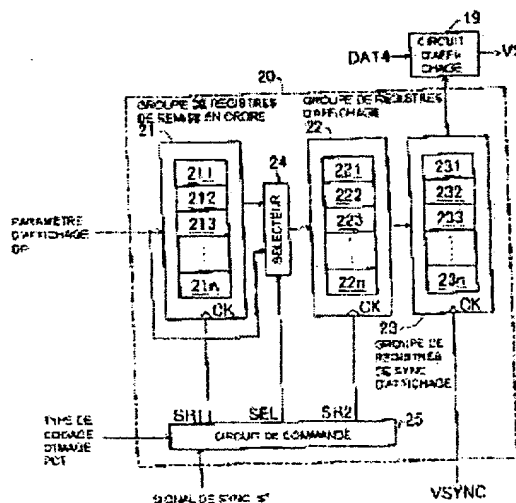 19
CIRCUIT
D'AFFI-
CHAGE
DAT4
VS
20
GROUPE DE REGISTRES
DE REMISE EN ORDRE
21
GROUPE DE REGISTRES
D'AFFICHAGE
22
24
211
212
213
21n
CK
SELECTEUR
221
222
223
22n
CK
231
232
233
23n
CK
PARAMÈTRE
D'AFFICHAGE
DP
23
GROUPE DE
REGISTRES
DE SYNC
D'AFFICHAGE
SR1
SEL
SR2
25
TYPE DE
CODAGE
D'IMAGE
PCT
CIRCUIT DE COMMANDE
SIGNAL DE SYNC
VSYNC